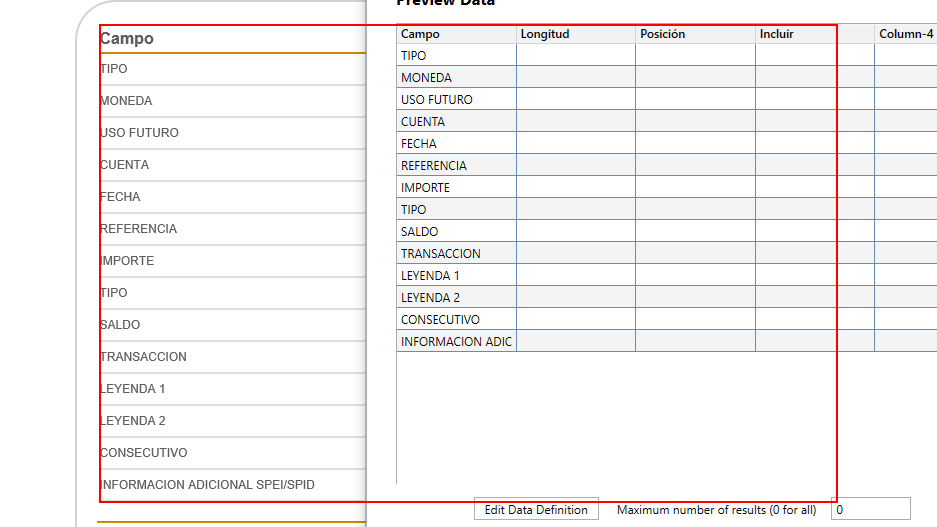 Preview Data
Campo
TIPO
MONEDA
USO FUTURO
CUENTA
FECHA
REFERENCIA
IMPORTE
TIPO
SALDO
TRANSACCION
LEYENDA 1
LEYENDA 2
CONSECUTIVO
INFORMACION ADICIONAL SPEI/SPID
Campo Longitud Posición Incluir Column-4
TIPO
MONEDA
USO FUTURO
CUENTA
FECHA
REFERENCIA
IMPORTE
TIPO
SALDO
TRANSACCION
LEYENDA 1
LEYENDA 2
CONSECUTIVO
INFORMACION ADIC
Edit Data Definition Maximum number of results (0 for all) 0